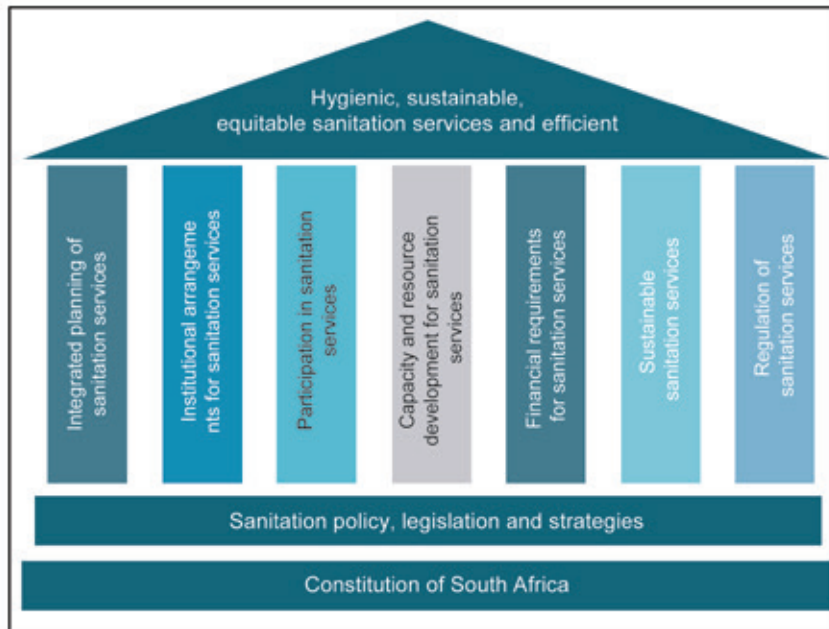 Hygienic, sustainable,
equitable sanitation services and efficient
Integrated planning of
sanitation services
Institutional arrangeme
nts for sanitation services
Participation in sanitation
services
Capacity and resource
development for sanitation
services
Financial requirements
for sanitation services
Sustainable
sanitation services
Regulation of
sanitation services
Sanitation policy, legislation and strategies
Constitution of South Africa